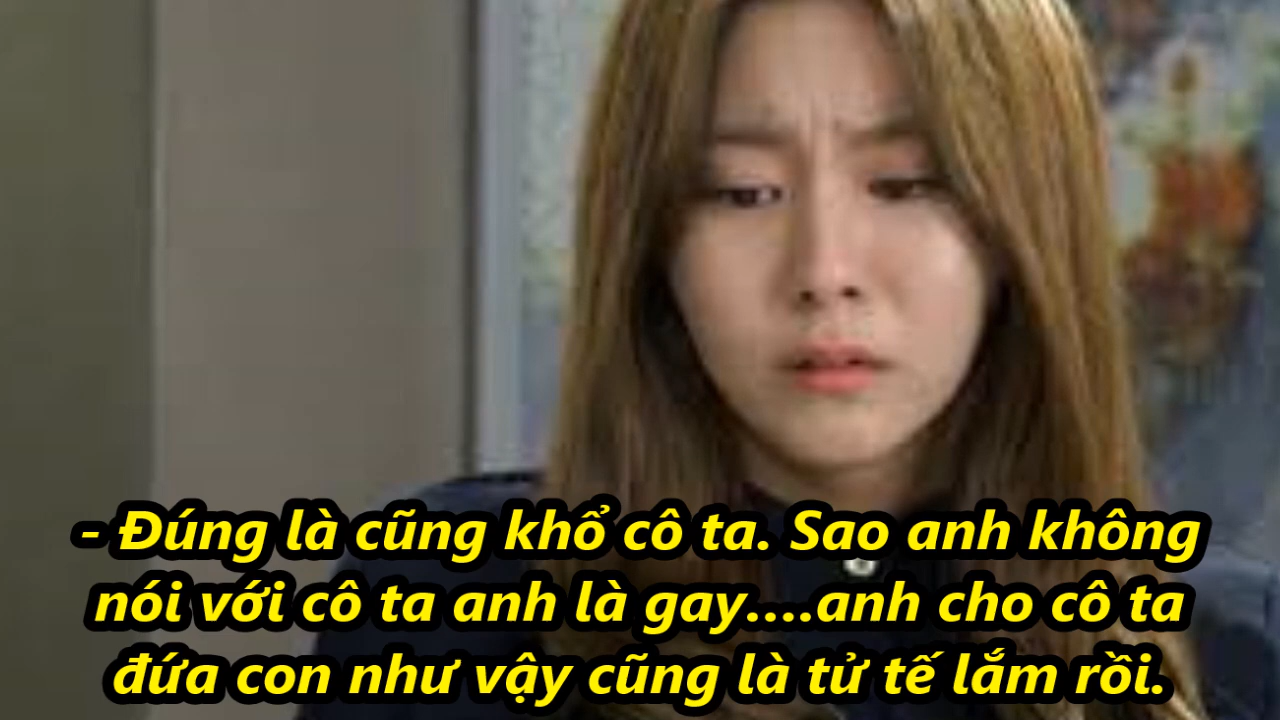 - Đúng là cũng khổ cô ta. Sao anh không
nói với cô ta anh là gay....anh cho cô ta
đứa con như vậy cũng là tử tế lắm rồi.